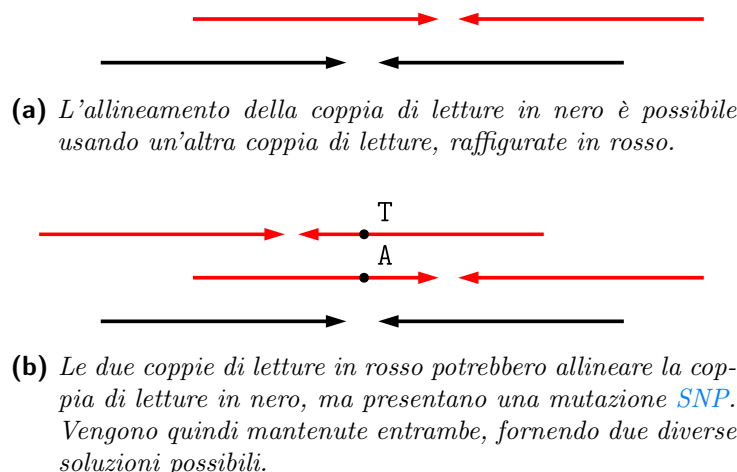 (a) L'allineamento della coppia di letture in nero è possibile
usando un'altra coppia di letture, raffigurate in rosso.
T
A
(b) Le due coppie di letture in rosso potrebbero allineare la cop-
pia di letture in nero, ma presentano una mutazione SNP.
Vengono quindi mantenute entrambe, fornendo due diverse
soluzioni possibili.